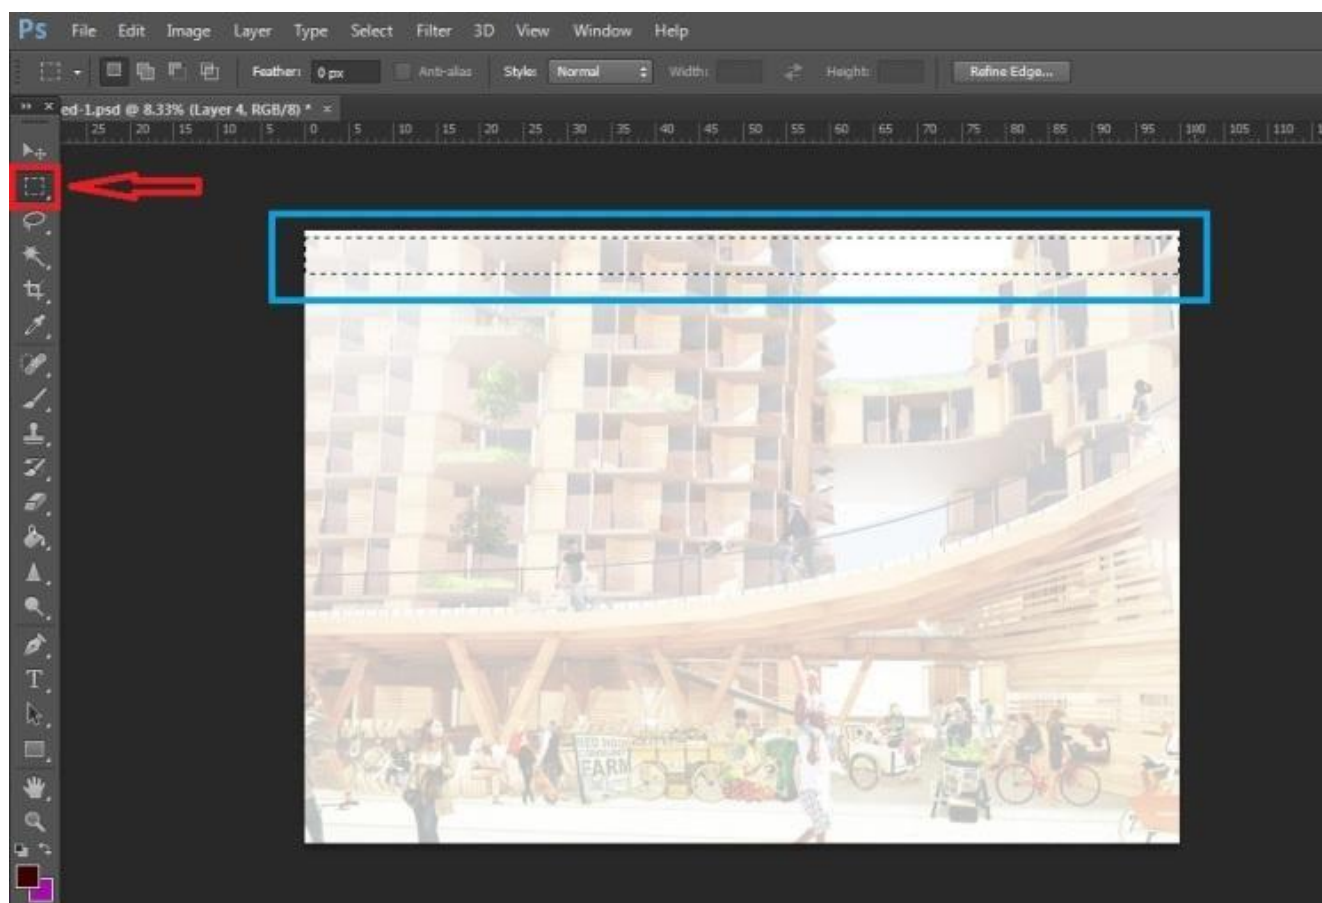 Ps File Edit Image Layer Type Select Filter 3D View Window Help
Feather: 0 px Anti-alias Style: Normal Width: Height: Refine Edge...
ed-1.psd @ 8.33% (Layer 4, RGB/8) * ×
25 20 15 10 5 0 5 10 15 20 25 30 35 40 45 50 55 60 65 70 75 80 85 90 95 100 105 110
T
FARM